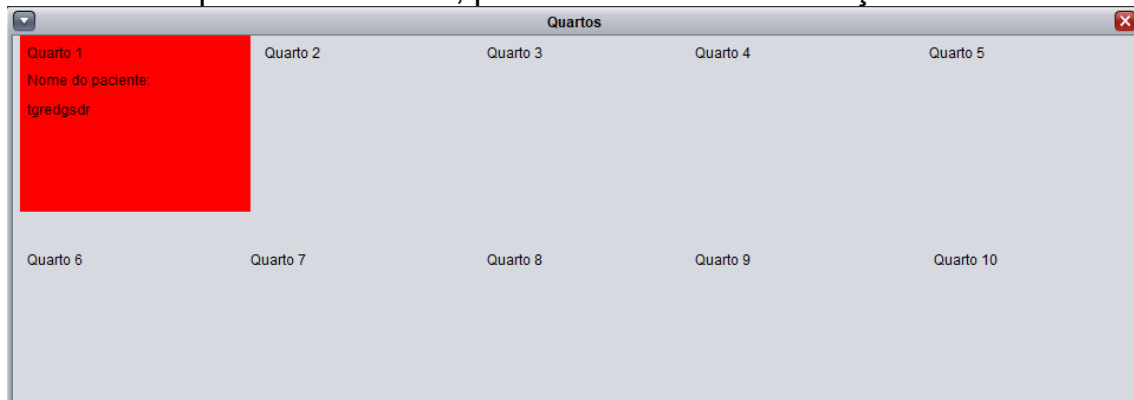 Quartos
Quarto 1 Quarto 2 Quarto 3 Quarto 4 Quarto 5
Nome do paciente:
tgredgsdr
Quarto 6 Quarto 7 Quarto 8 Quarto 9 Quarto 10